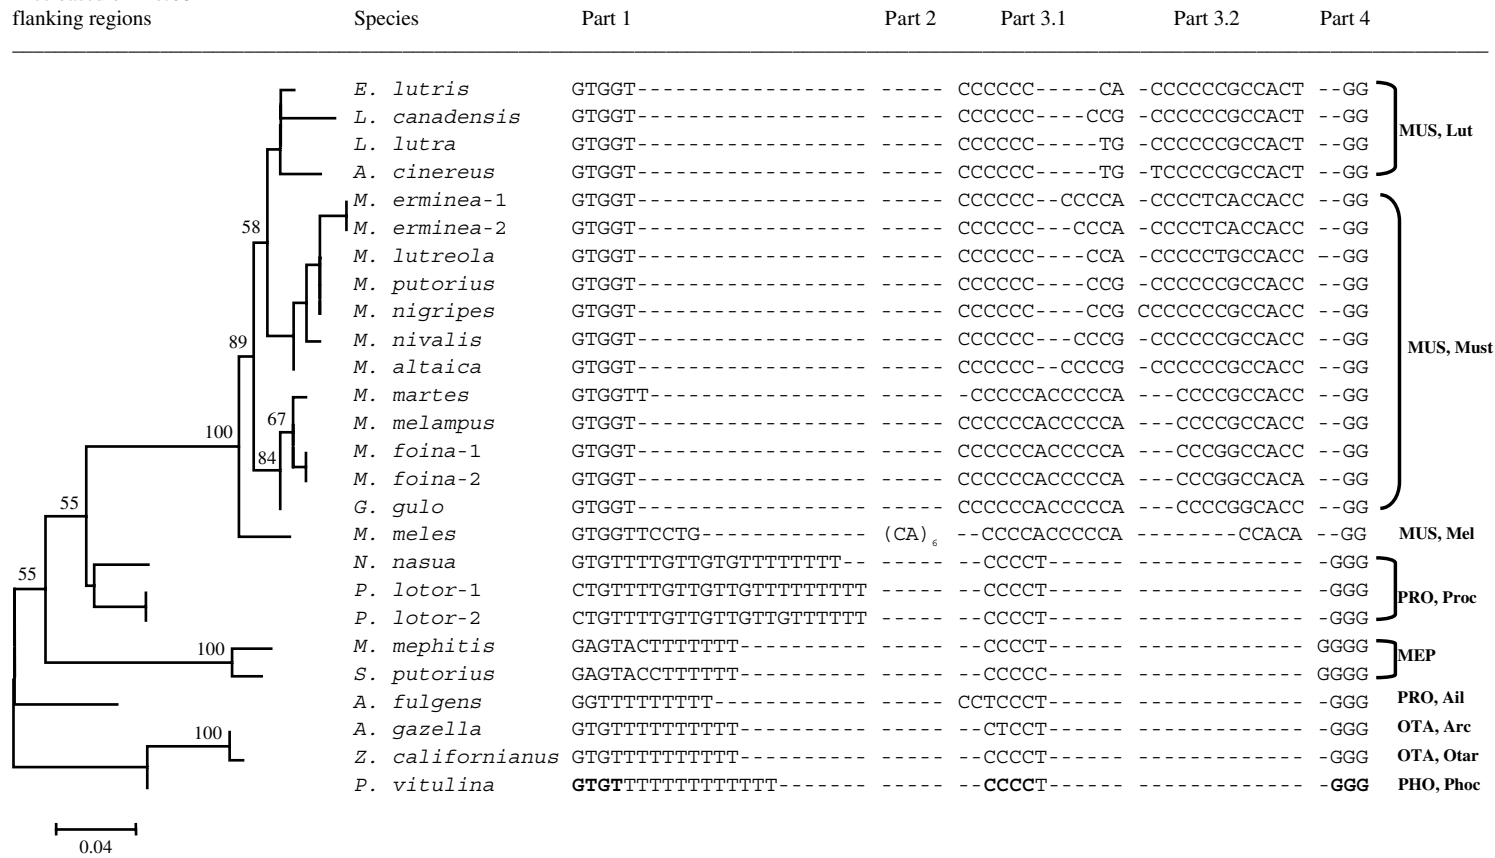 flanking regions Species Part 1 Part 2 Part 3.1 Part 3.2 Part 4
E. lutris GTGGT------------------ ----- CCCCCC-----CA -CCCCCCGCCACT --GG
L. canadensis GTGGT------------------ ----- CCCCCC----CCG -CCCCCCGCCACT --GG
MUS, Lut
L. lutra GTGGT------------------ ----- CCCCCC-----TG -CCCCCCGCCACT --GG
A. cinereus GTGGT------------------ ----- CCCCCC-----TG -TCCCCCGCCACT --GG
M. erminea-1 GTGGT------------------ ----- CCCCCC--CCCCA -CCCCTCACCACC --GG
58 M. erminea-2 GTGGT------------------ ----- CCCCCC---CCCA -CCCCTCACCACC --GG
M. lutreola GTGGT------------------ ----- CCCCCC----CCA -CCCCCTGCCACC --GG
M. putorius GTGGT------------------ ----- CCCCCC----CCG -CCCCCCGCCACC --GG
M. nigripes GTGGT------------------ ----- CCCCCC----CCG CCCCCCCGCCACC --GG
89 M. nivalis GTGGT------------------ ----- CCCCCC---CCCG -CCCCCCGCCACC --GG
MUS, Must
M. altaica GTGGT------------------ ----- CCCCCC--CCCCG -CCCCCCGCCACC --GG
M. martes GTGGTT----------------- ----- -CCCCCACCCCCA ---CCCCGCCACC --GG
67 M. melampus GTGGT------------------ ----- CCCCCCACCCCCA ---CCCCGCCACC --GG
100
M. foina-1 GTGGT------------------ ----- CCCCCCACCCCCA ---CCCGGCCACC --GG
84
M. foina-2 GTGGT------------------ ----- CCCCCCACCCCCA ---CCCGGCCACA --GG
55 G. gulo GTGGT------------------ ----- CCCCCCACCCCCA ---CCCCGGCACC --GG
M. meles GTGGTTCCTG------------- (CA)6 --CCCCACCCCCA --------CCACA --GG MUS, Mel
N. nasua GTGTTTTGTTGTGTTTTTTTT-- ----- --CCCCT------ ------------- -GGG
55
P. lotor-1 CTGTTTTGTTGTTGTTTTTTTTT ----- --CCCCT------ ------------- -GGG PRO, Proc
P. lotor-2 CTGTTTTGTTGTTGTTGTTTTTT ----- --CCCCT------ ------------- -GGG
100 M. mephitis GAGTACTTTTTTT---------- ----- --CCCCT------ ------------- GGGG
MEP
S. putorius GAGTACCTTTTTT---------- ----- --CCCCC------ ------------- GGGG
A. fulgens GGTTTTTTTTT------------ ----- CCTCCCT------ ------------- -GGG PRO, Ail
A. gazella GTGTTTTTTTTTT---------- ----- --CTCCT------ ------------- -GGG OTA, Arc
100
Z. californianus GTGTTTTTTTTTT---------- ----- --CCCCT------ ------------- -GGG OTA, Otar
P. vitulina GTGTTTTTTTTTTTTT------- ----- --CCCCT------ ------------- -GGG PHO, Phoc
0.04